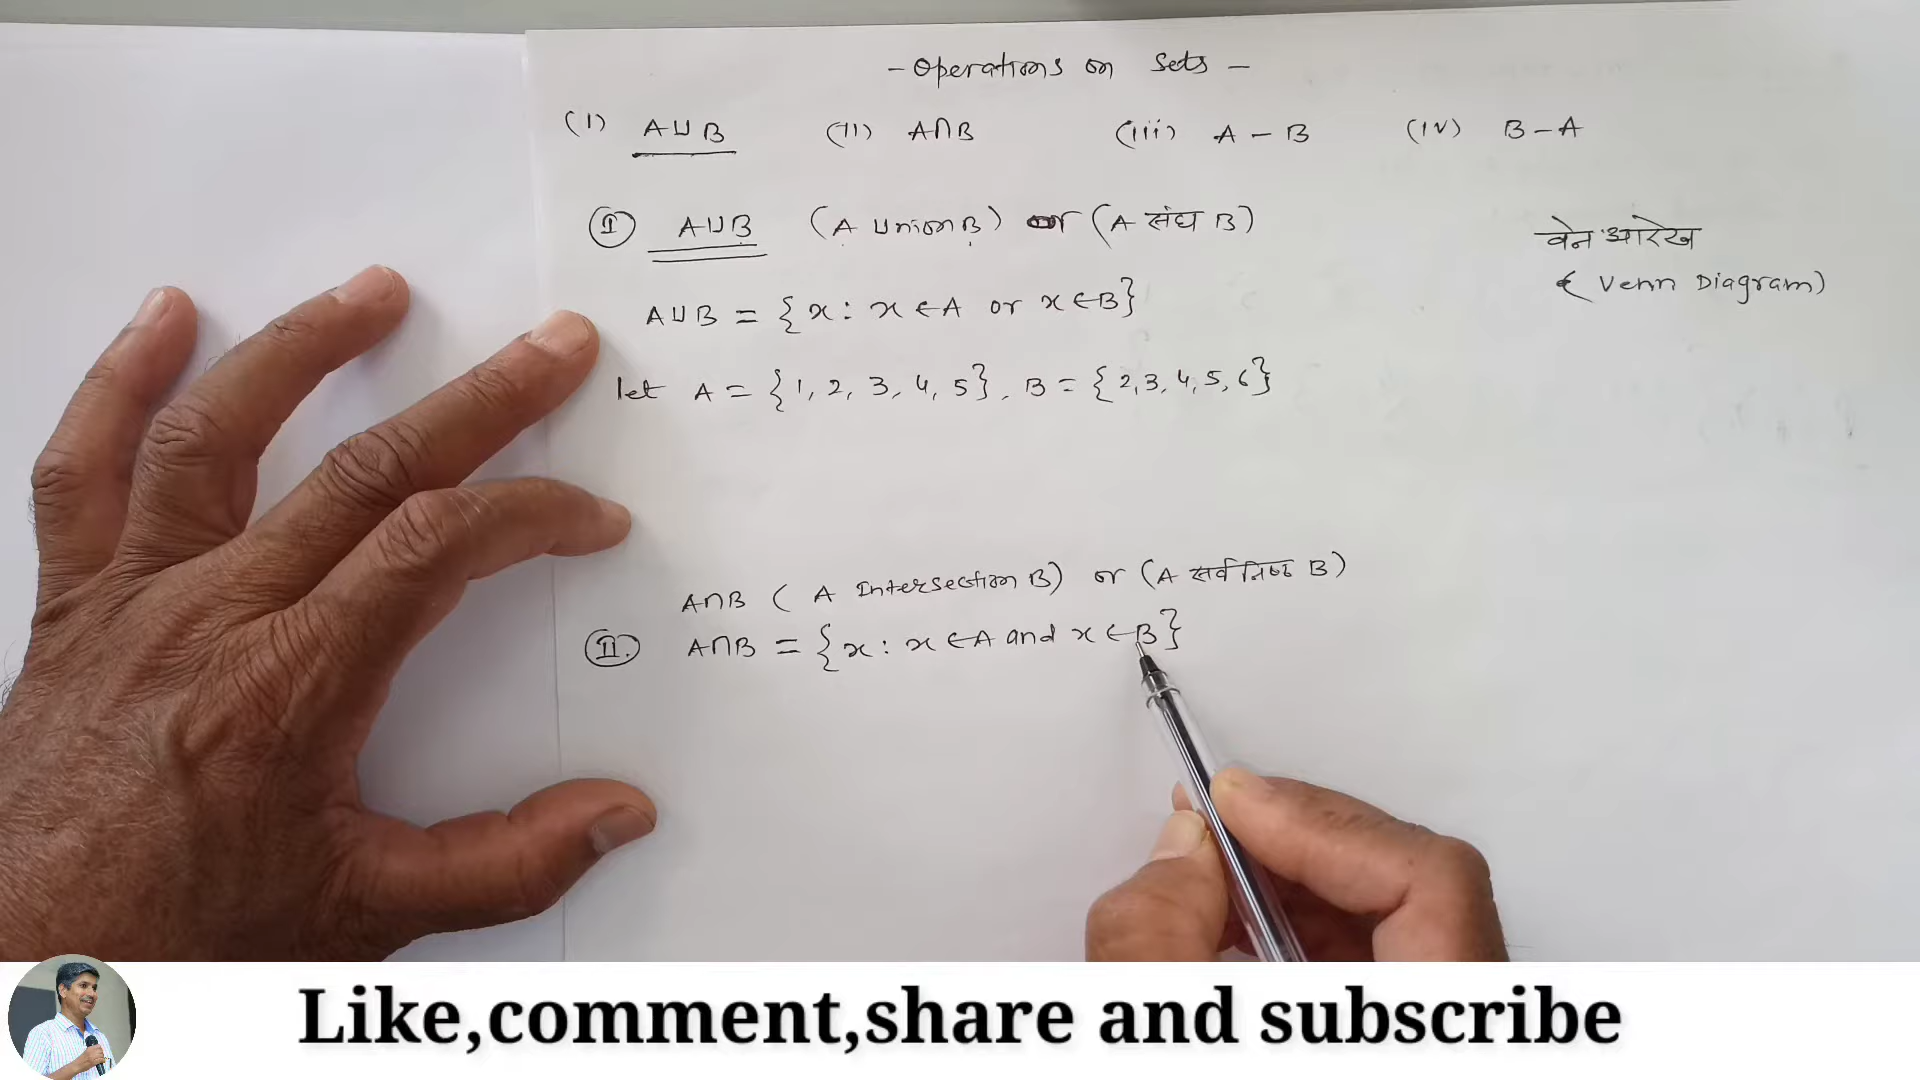 - Operations on Sets -
(I) A∪B (II) A∩B (iii) A - B (IV) B - A
(I) A∪B (A Union B) or (A संघ B)
वेन आरेख
( Venn Diagram)
A∪B = {x : x ∈ A or x ∈ B}
let A = {1, 2, 3, 4, 5}, B = {2, 3, 4, 5, 6}
A∩B ( A Intersection B) or (A सर्वनिष्ठ B)
(II). A∩B = {x : x ∈ A and x ∈ B}
Like,comment,share and subscribe